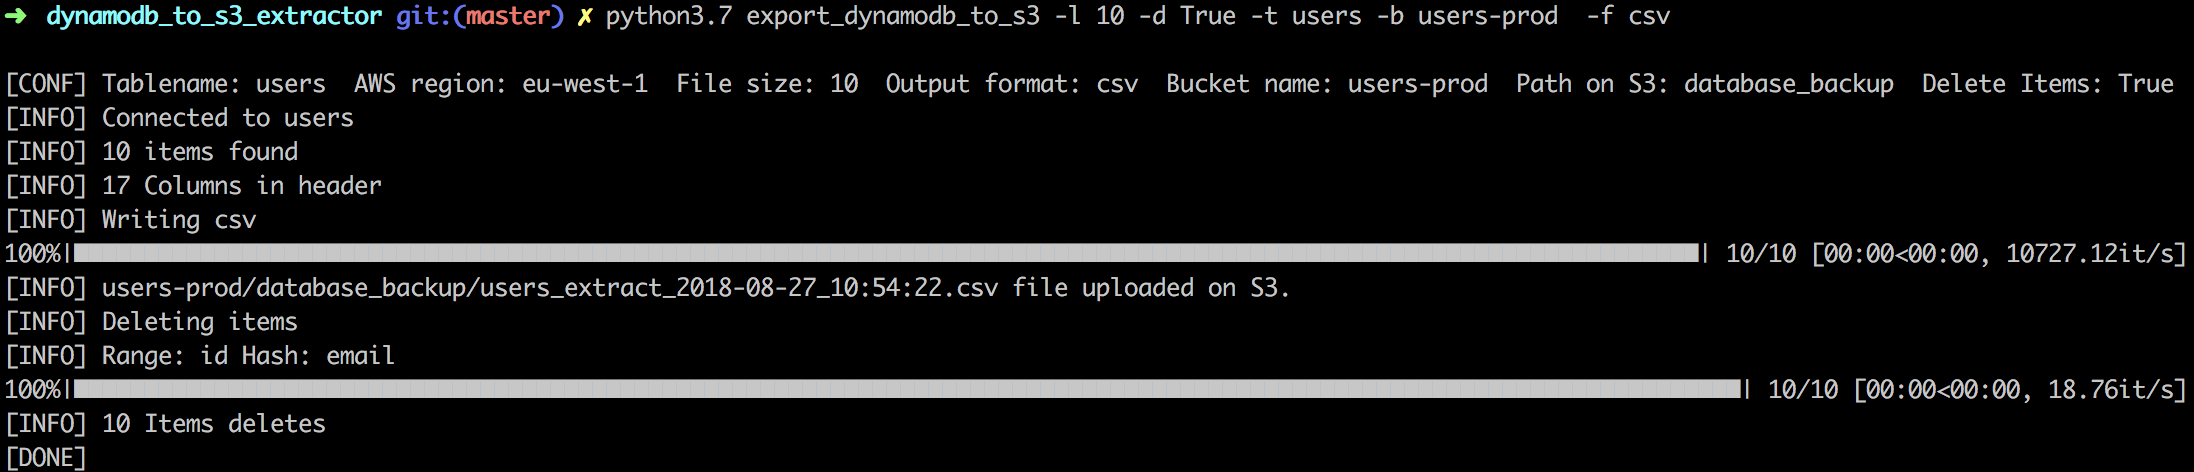 ➜  dynamodb_to_s3_extractor git:(master) ✗ python3.7 export_dynamodb_to_s3 -l 10 -d True -t users -b users-prod  -f csv
[CONF] Tablename: users  AWS region: eu-west-1  File size: 10  Output format: csv  Bucket name: users-prod  Path on S3: database_backup  Delete Items: True
[INFO] Connected to users
[INFO] 10 items found
[INFO] 17 Columns in header
[INFO] Writing csv
100%| | 10/10 [00:00<00:00, 10727.12it/s]
[INFO] users-prod/database_backup/users_extract_2018-08-27_10:54:22.csv file uploaded on S3.
[INFO] Deleting items
[INFO] Range: id Hash: email
100%| | 10/10 [00:00<00:00, 18.76it/s]
[INFO] 10 Items deletes
[DONE]